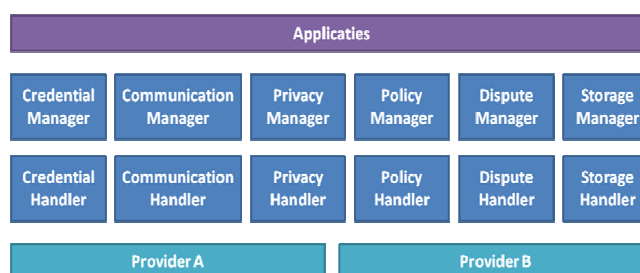 Applicaties
Credential Manager
Communication Manager
Privacy Manager
Policy Manager
Dispute Manager
Storage Manager
Credential Handler
Communication Handler
Privacy Handler
Policy Handler
Dispute Handler
Storage Handler
Provider A
Provider B